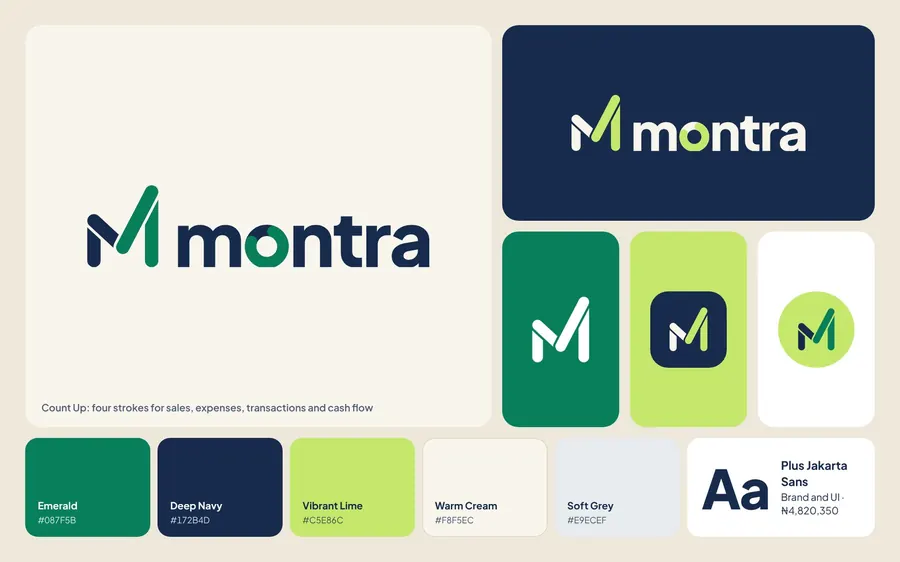 montra
Count Up: four strokes for sales, expenses, transactions and cash flow
montra
Emerald
#087F5B
Deep Navy
#172B4D
Vibrant Lime
#C5E86C
Warm Cream
#F8F5EC
Soft Grey
#E9ECEF
Aa
Plus Jakarta
Sans
Brand and UI ·
₦4,820,350